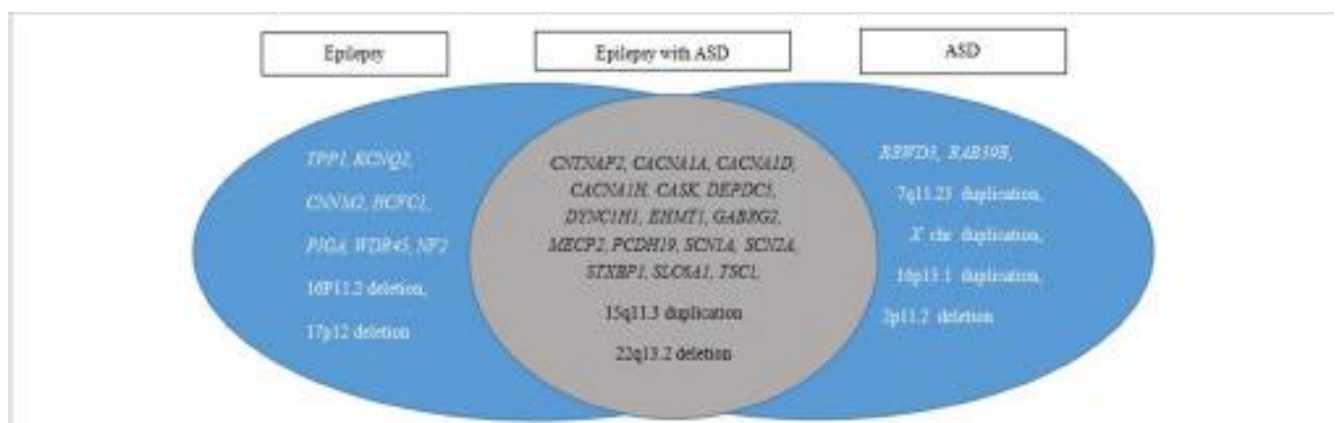 Epilepsy
Epilepsy with ASD
ASD
TPP1, KCNQ2,
CNNM2, HCFC1,
PIGA, WDR45, NF2
16P11.2 deletion,
17p12 deletion
CNTNAP2, CACNA1A, CACNA1D,
CACNA1H, CASK, DEPDC5,
DYNC1H1, EHMT1, GABRG2,
MECP2, PCDH19, SCN1A, SCN2A,
STXBP1, SLC6A1, TSC1,
15q11.3 duplication
22q13.2 deletion
RAB39B,
7q11.23 duplication,
X chr duplication,
16p13.1 duplication,
2p11.2 deletion